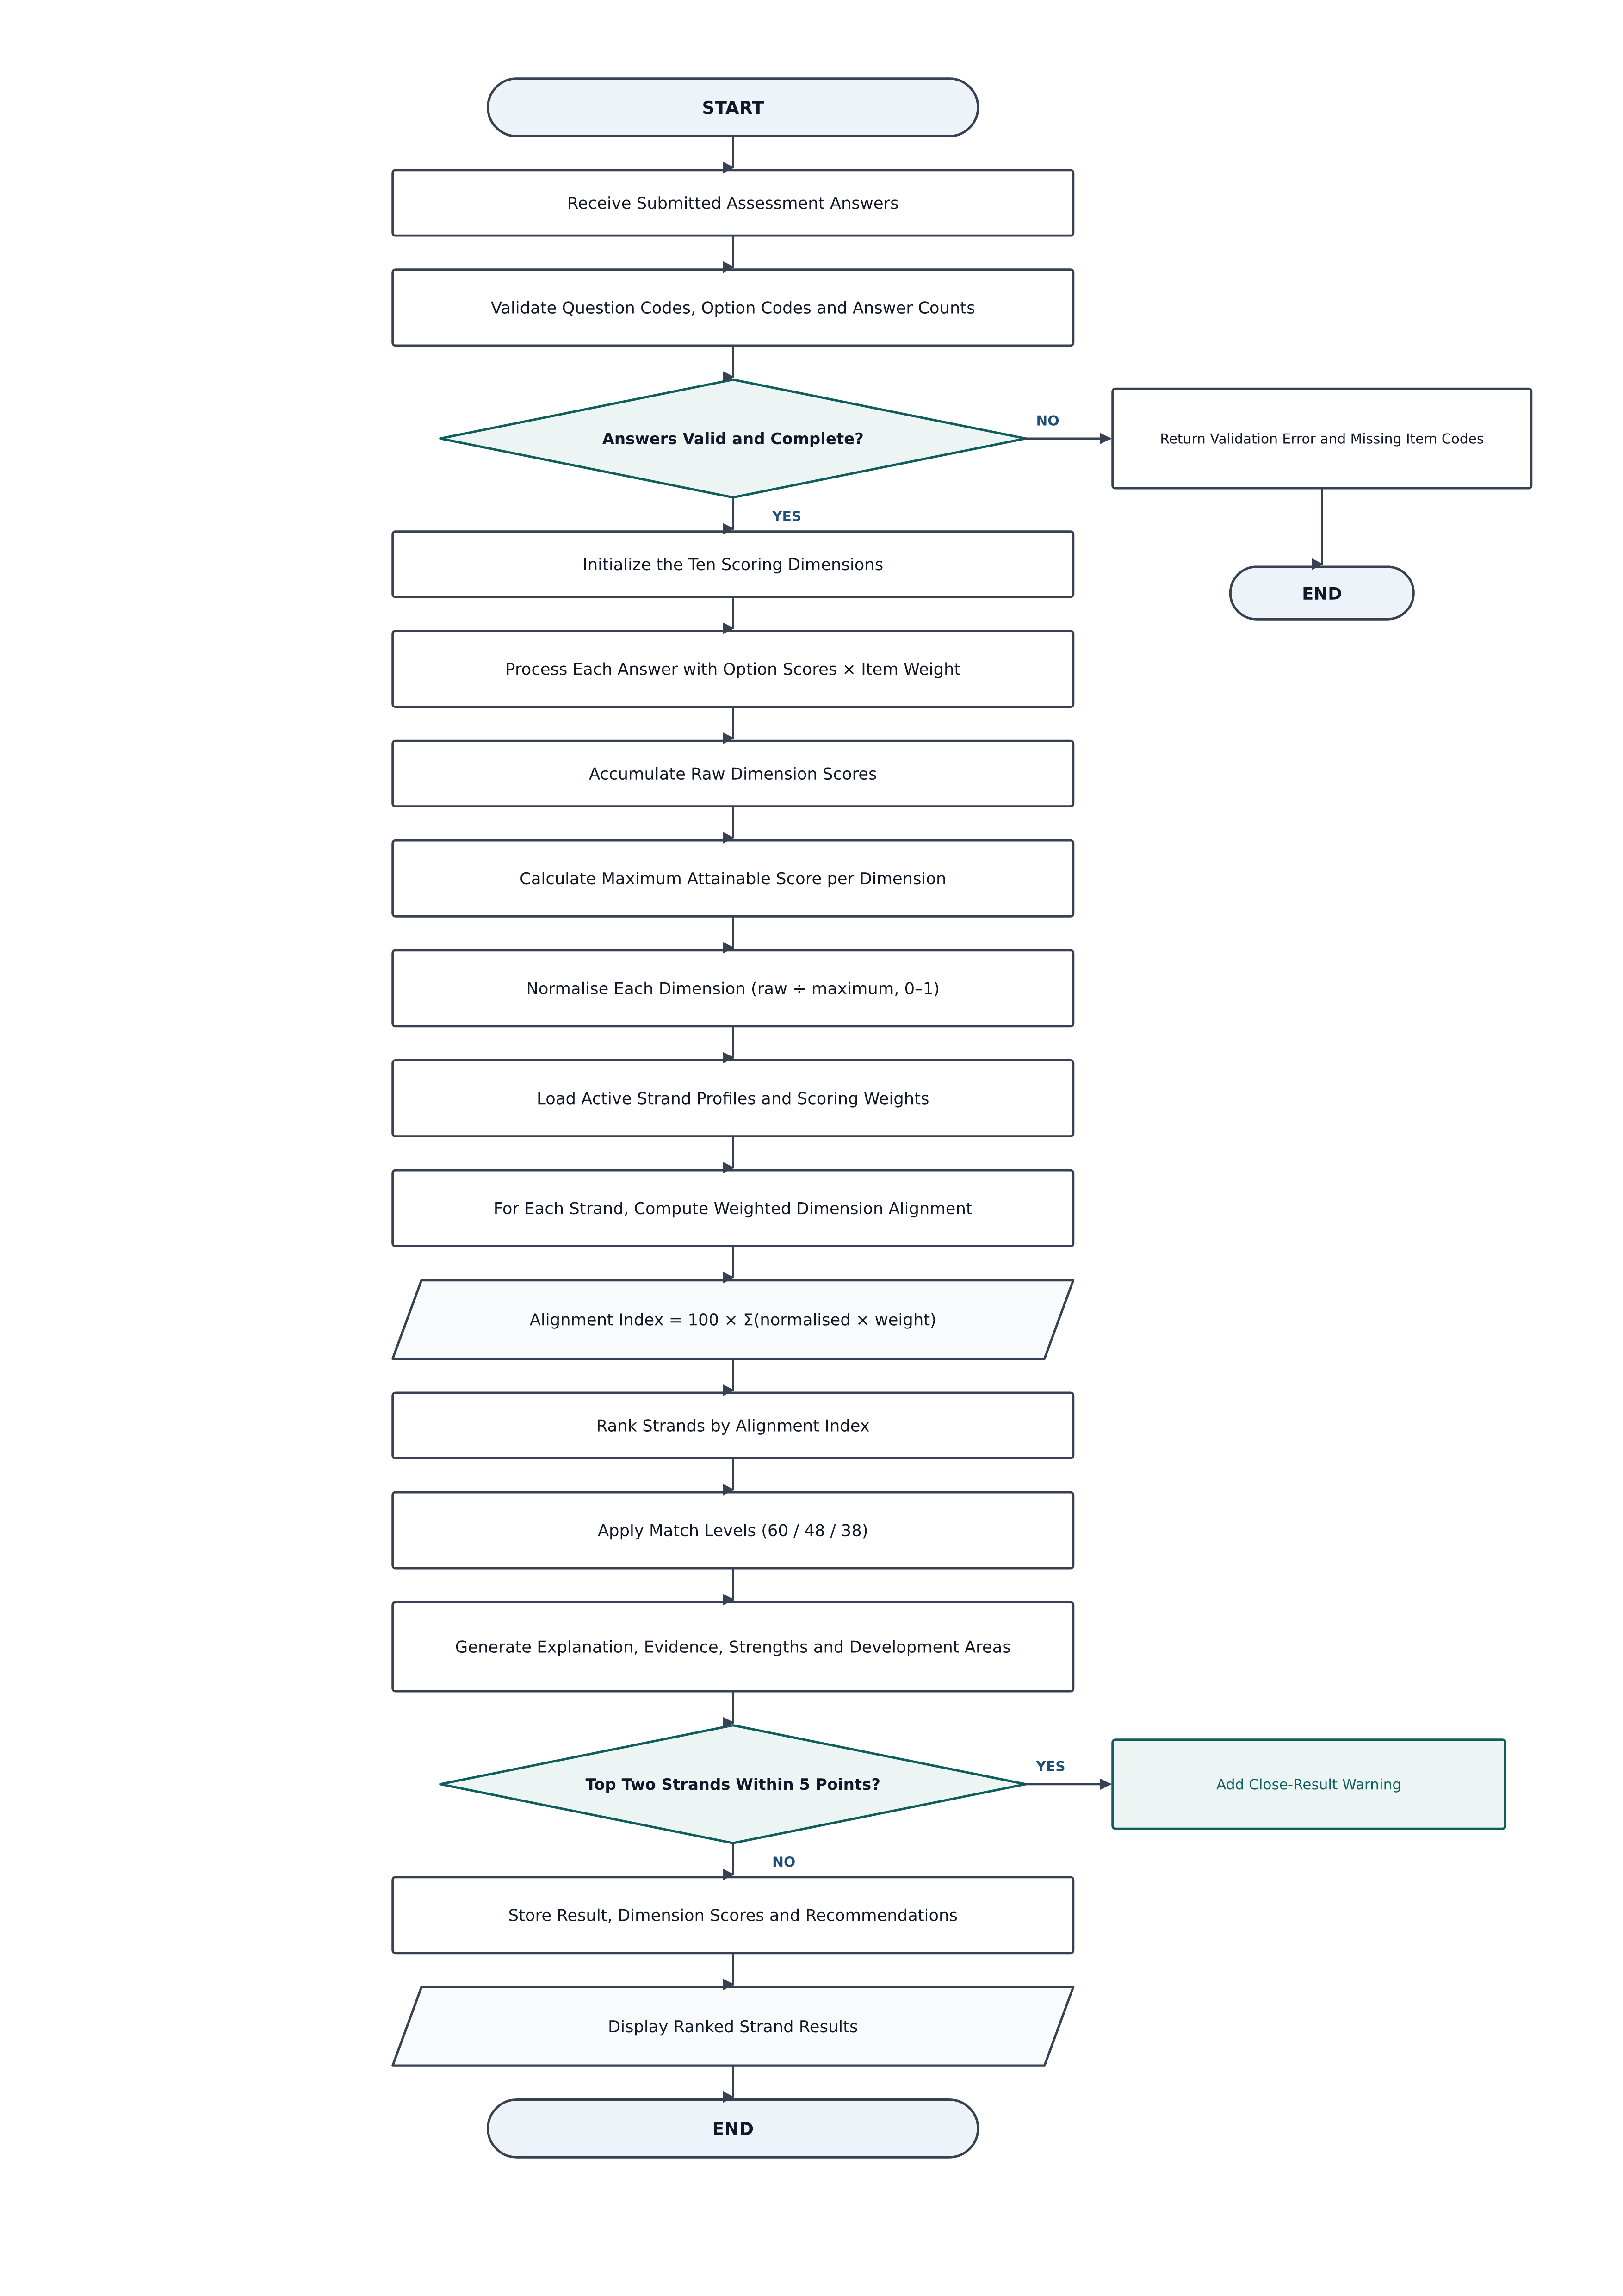 START
Receive Submitted Assessment Answers
Validate Question Codes, Option Codes and Answer Counts
Answers Valid and Complete?
NO
Return Validation Error and Missing Item Codes
END
YES
Initialize the Ten Scoring Dimensions
Process Each Answer with Option Scores × Item Weight
Accumulate Raw Dimension Scores
Calculate Maximum Attainable Score per Dimension
Normalise Each Dimension (raw ÷ maximum, 0–1)
Load Active Strand Profiles and Scoring Weights
For Each Strand, Compute Weighted Dimension Alignment
Alignment Index = 100 × Σ(normalised × weight)
Rank Strands by Alignment Index
Apply Match Levels (60 / 48 / 38)
Generate Explanation, Evidence, Strengths and Development Areas
Top Two Strands Within 5 Points?
YES
Add Close-Result Warning
NO
Store Result, Dimension Scores and Recommendations
Display Ranked Strand Results
END